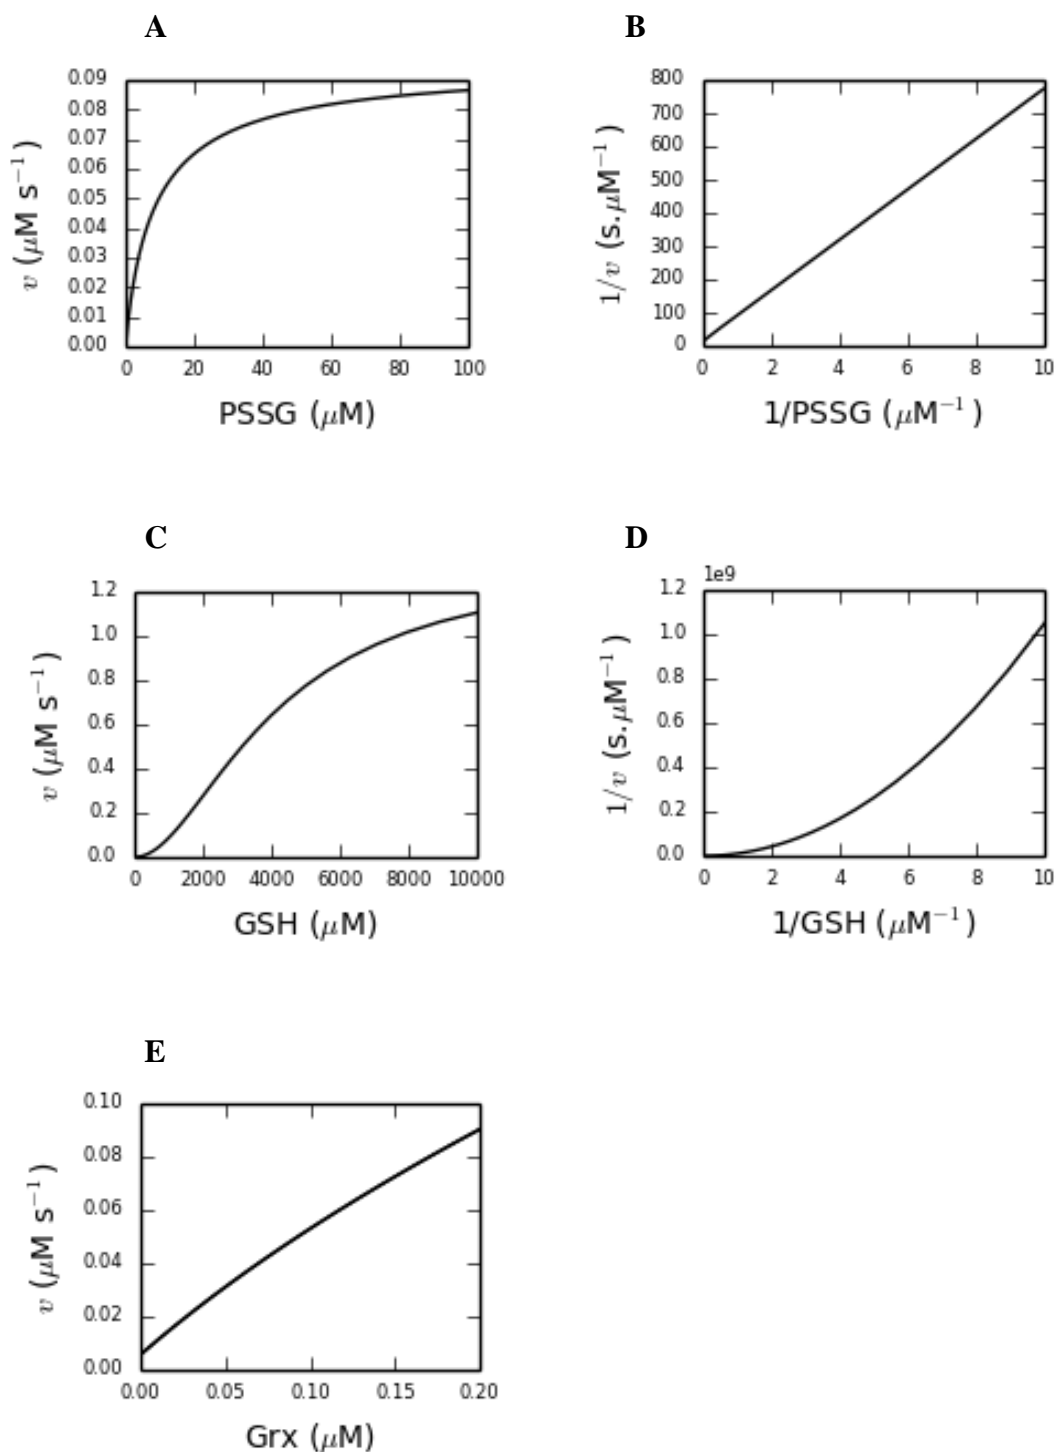 A
0.09
0.08
0.07
0.06
0.05
0.04
0.03
0.02
0.01
0.00
v (μM s⁻¹)
0 20 40 60 80 100
PSSG (μM)
B
800
700
600
500
400
300
200
100
0
1/v (s.μM⁻¹)
0 2 4 6 8 10
1/PSSG (μM⁻¹)
C
1.2
1.0
0.8
0.6
0.4
0.2
0.0
v (μM s⁻¹)
0 2000 4000 6000 8000 10000
GSH (μM)
D
1e9
1.2
1.0
0.8
0.6
0.4
0.2
0.0
1/v (s.μM⁻¹)
0 2 4 6 8 10
1/GSH (μM⁻¹)
E
0.10
0.08
0.06
0.04
0.02
0.00
v (μM s⁻¹)
0.00 0.05 0.10 0.15 0.20
Grx (μM)